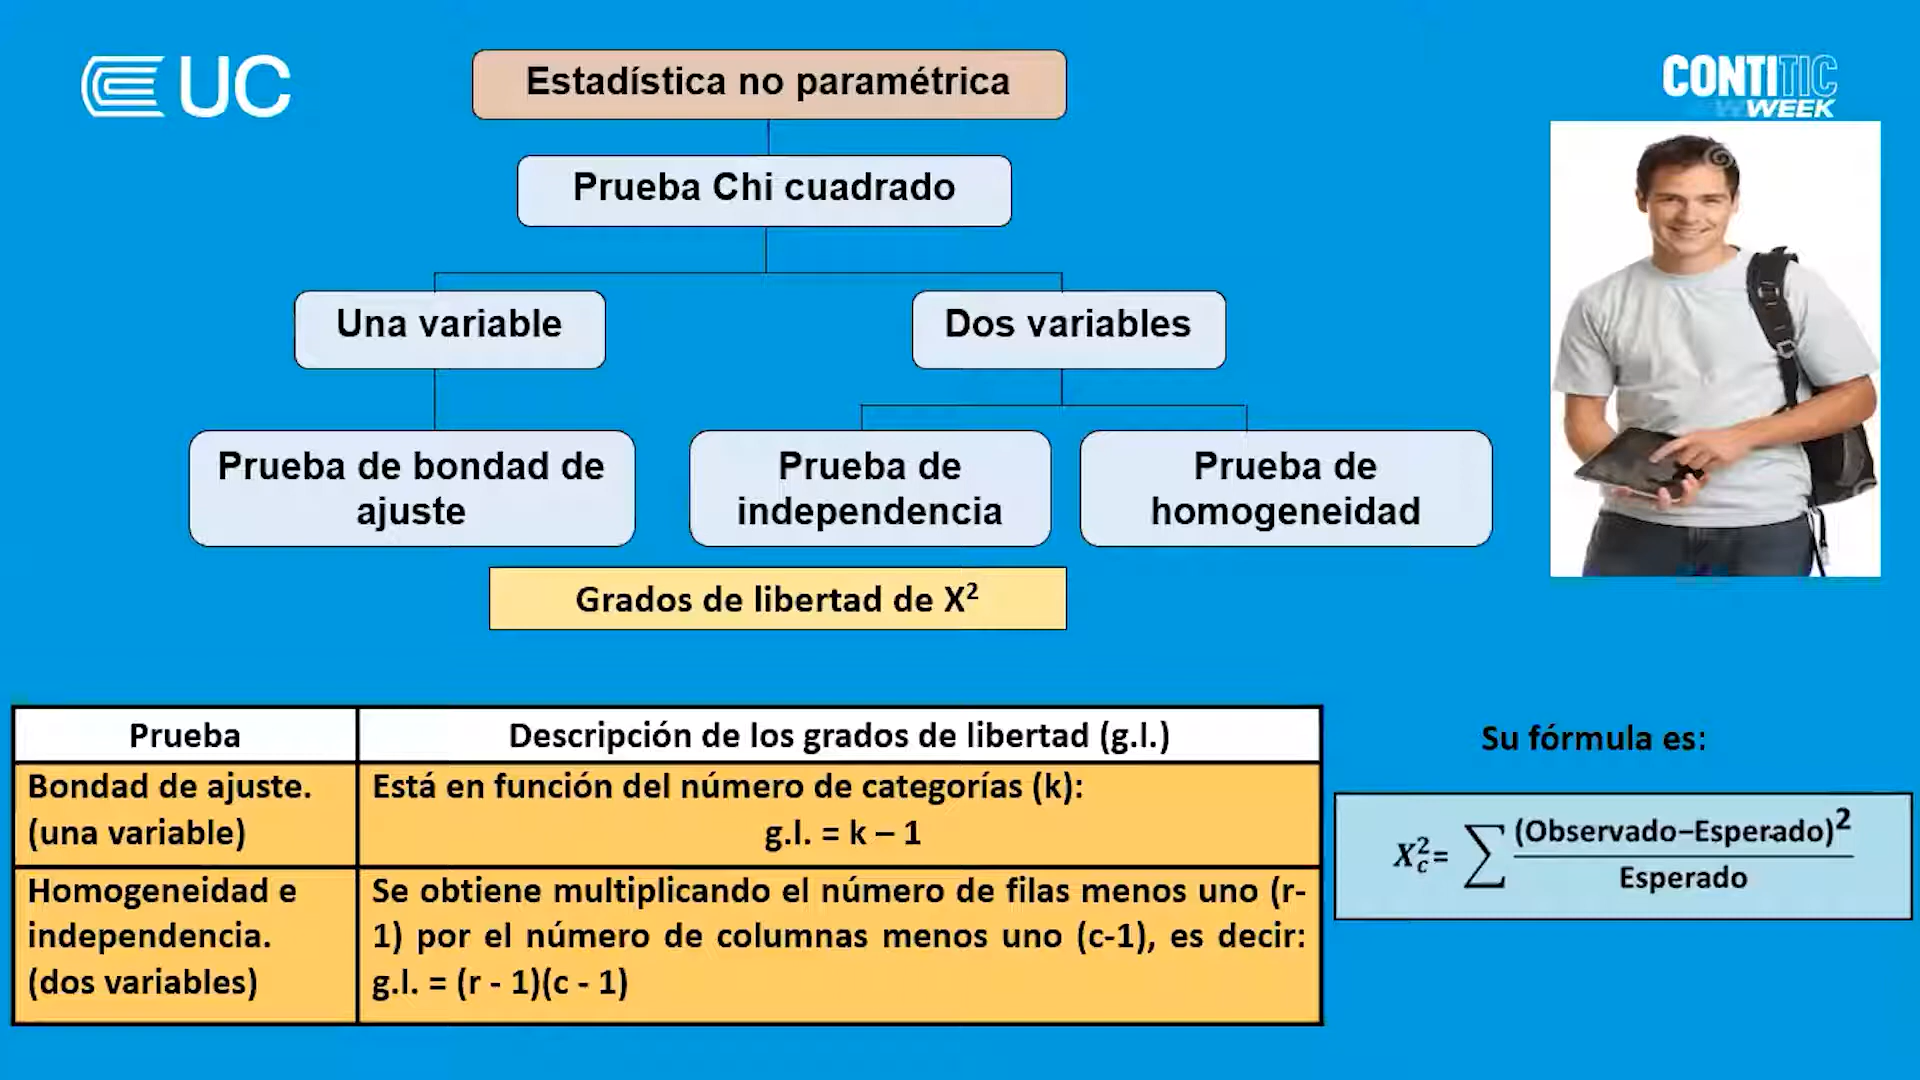 UC
CONTITIC
WEEK
Estadística no paramétrica
Prueba Chi cuadrado
Una variable
Dos variables
Prueba de bondad de
ajuste
Prueba de
independencia
Prueba de
homogeneidad
Grados de libertad de X²
Prueba
Descripción de los grados de libertad (g.l.)
Bondad de ajuste.
(una variable)
Está en función del número de categorías (k):
g.l. = k – 1
Homogeneidad e
independencia.
(dos variables)
Se obtiene multiplicando el número de filas menos uno (r-
1) por el número de columnas menos uno (c-1), es decir:
g.l. = (r - 1)(c - 1)
Su fórmula es:
X²c = ∑ (Observado–Esperado)²
Esperado